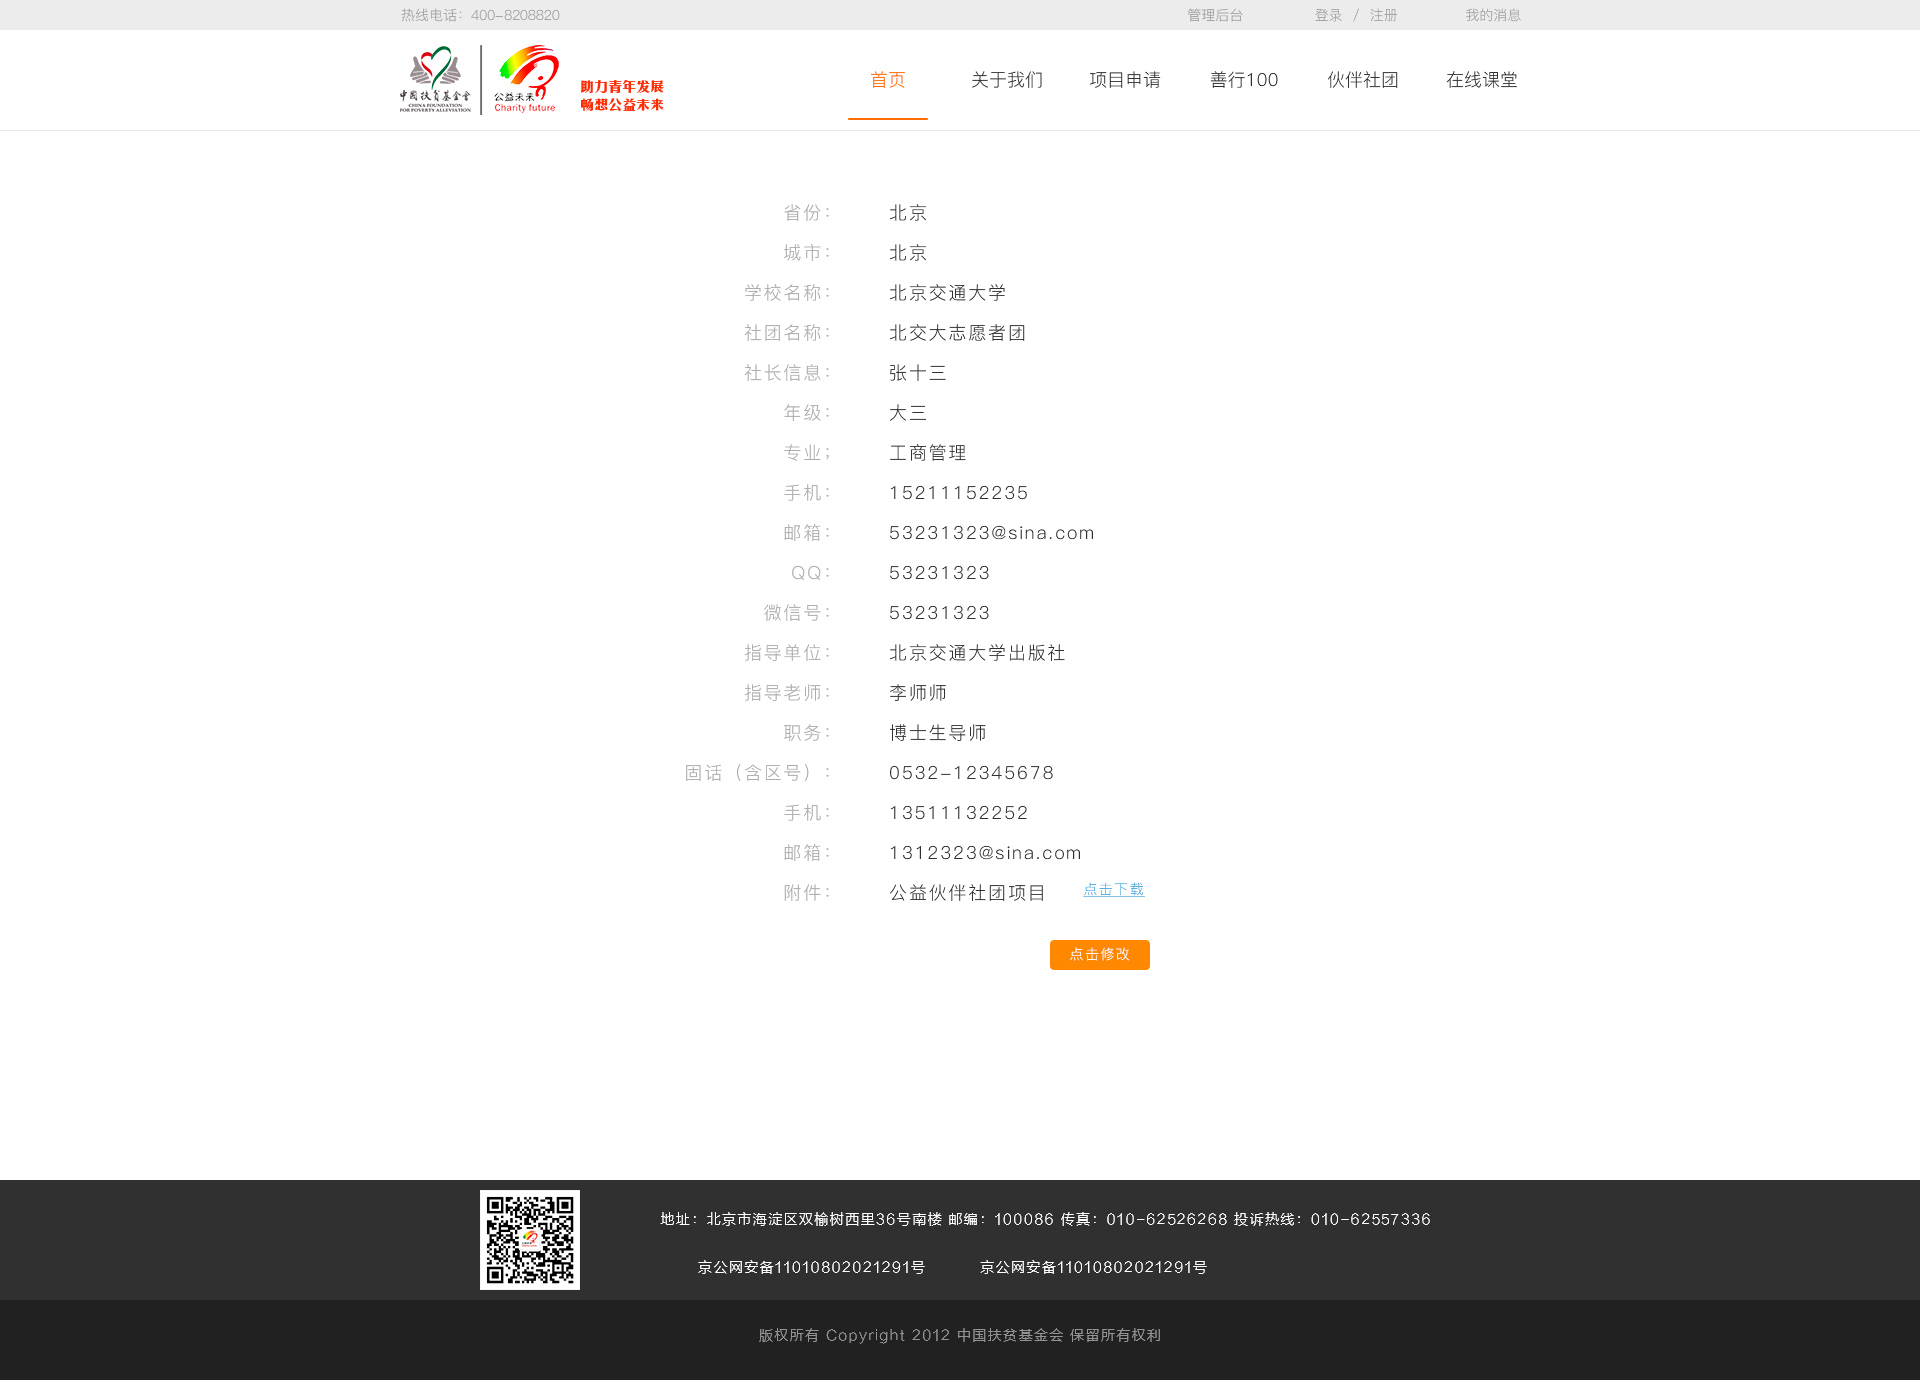 热线电话：400-8208820 管理后台 登录 / 注册 我的消息
中国扶贫基金会
CHINA FOUNDATION
FOR POVERTY ALLEVIATION
公益未来
Charity future
助力青年发展
畅想公益未来
首页 关于我们 项目申请 善行100 伙伴社团 在线课堂
省份： 北京
城市： 北京
学校名称： 北京交通大学
社团名称： 北交大志愿者团
社长信息： 张十三
年级： 大三
专业； 工商管理
手机： 15211152235
邮箱： 53231323@sina.com
QQ： 53231323
微信号： 53231323
指导单位： 北京交通大学出版社
指导老师： 李师师
职务： 博士生导师
固话（含区号）： 0532-12345678
手机： 13511132252
邮箱： 1312323@sina.com
附件： 公益伙伴社团项目 点击下载
点击修改
地址：北京市海淀区双榆树西里36号南楼 邮编：100086 传真：010-62526268 投诉热线：010-62557336
京公网安备11010802021291号 京公网安备11010802021291号
版权所有 Copyright 2012 中国扶贫基金会 保留所有权利